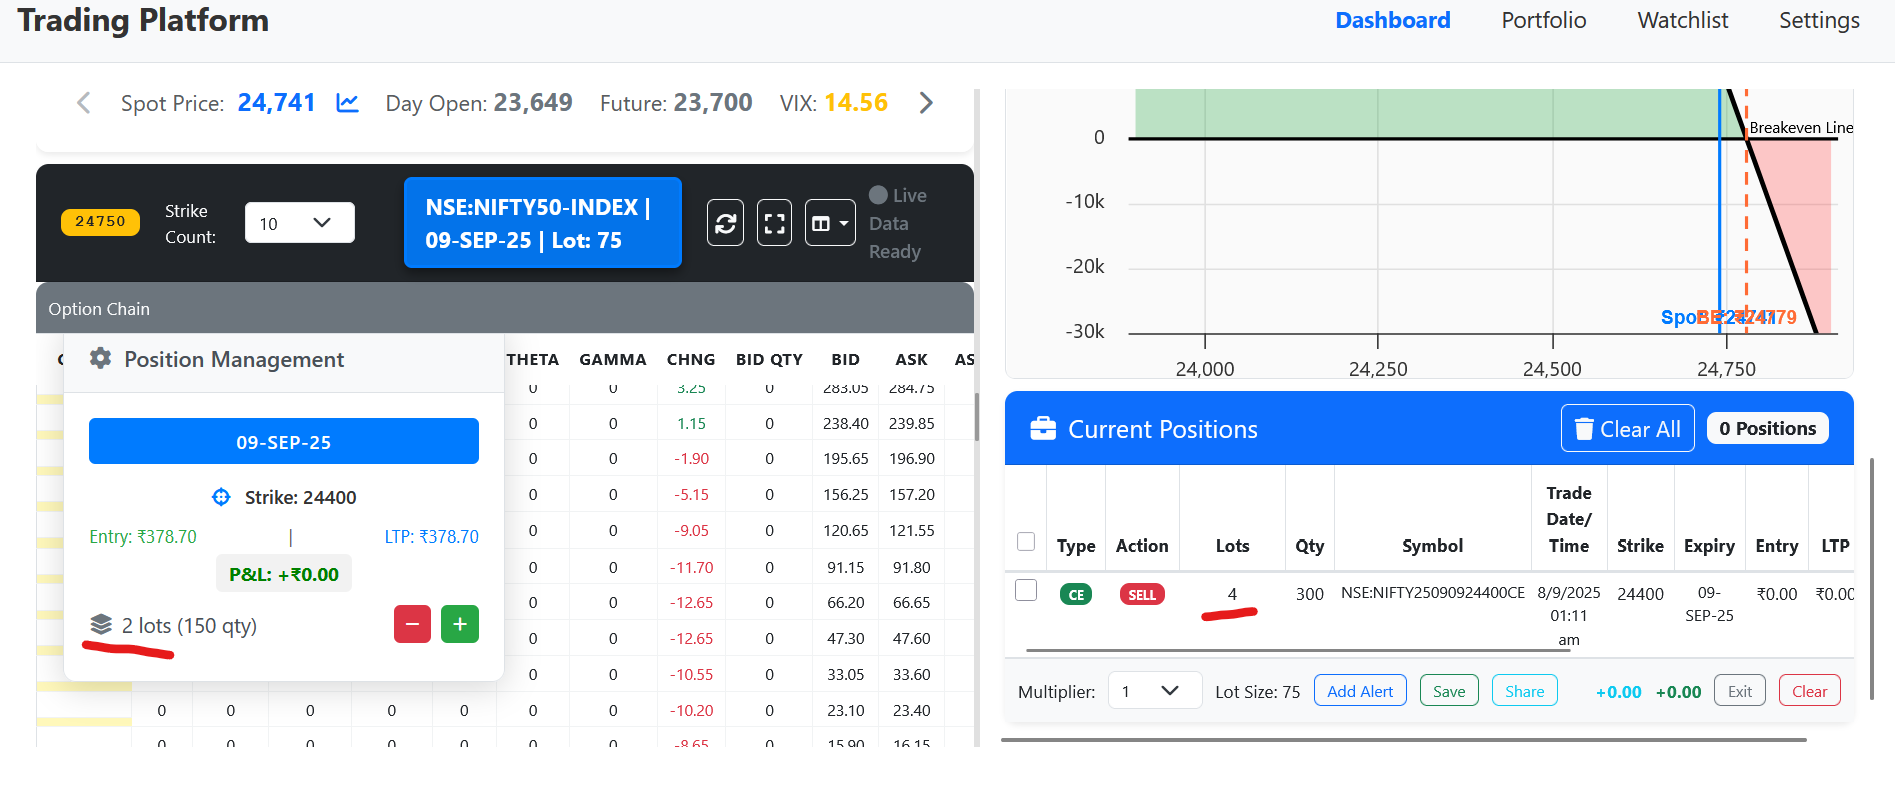 Trading Platform
Dashboard Portfolio Watchlist Settings
Spot Price: 24,741 Day Open: 23,649 Future: 23,700 VIX: 14.56
24750
Strike
Count:
10
NSE:NIFTY50-INDEX |
09-SEP-25 | Lot: 75
Live
Data
Ready
Option Chain
THETA GAMMA CHNG BID QTY BID ASK AS
Position Management
09-SEP-25
Strike: 24400
Entry: ₹378.70 | LTP: ₹378.70
P&L: +₹0.00
2 lots (150 qty)
− +
0 0 3.25 0 283.05 284.75
0 0 1.15 0 238.40 239.85
0 0 -1.90 0 195.65 196.90
0 0 -5.15 0 156.25 157.20
0 0 -9.05 0 120.65 121.55
0 0 -11.70 0 91.15 91.80
0 0 -12.65 0 66.20 66.65
0 0 -12.65 0 47.30 47.60
0 0 -10.55 0 33.05 33.60
0 0 0 0 0 0 0 -10.20 0 23.10 23.40
0 0 0 0 0 0 0 -8.65 0 15.90 16.15
Breakeven Line
0
-10k
-20k
-30k
Spot: ₹24741
BE: ₹24779
24,000 24,250 24,500 24,750
Current Positions
Clear All
0 Positions
Type Action Lots Qty Symbol Trade Date/ Time Strike Expiry Entry LTP
CE SELL 4 300 NSE:NIFTY25090924400CE 8/9/2025 01:11 am 24400 09-SEP-25 ₹0.00 ₹0.00
Multiplier: 1 Lot Size: 75 Add Alert Save Share +0.00 +0.00 Exit Clear